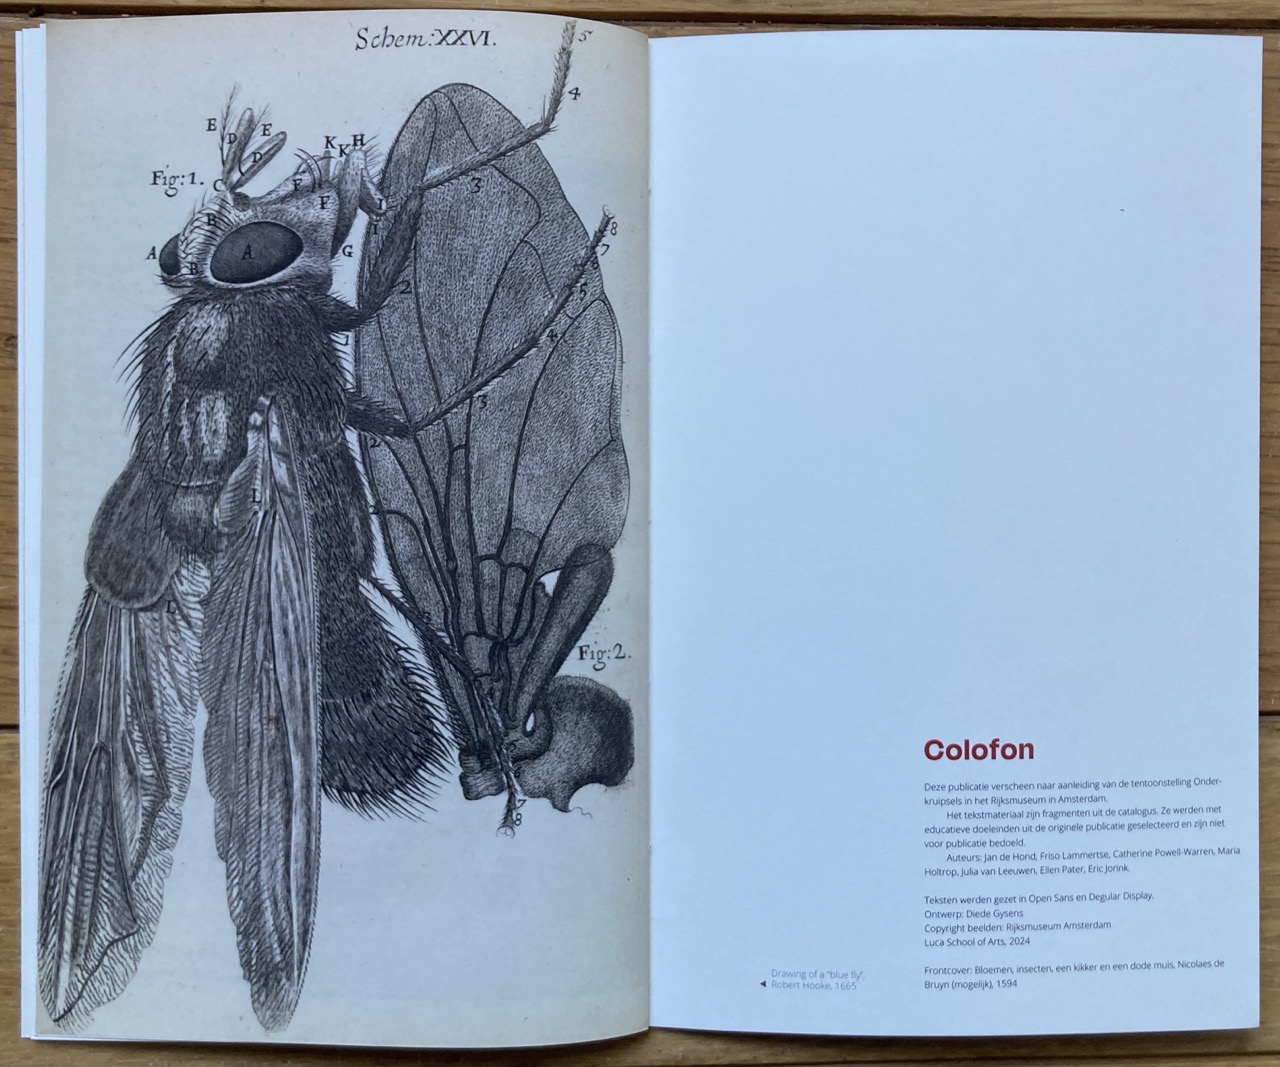 Schem: XXVI.
5
4
E
D
E
D
K
K
H
Fig: 1.
C
F
F
I
3
B
A
A
B
G
I
8
7
6
2
5
4
3
2
L
2
L
Fig: 2.
8
Colofon
Deze publicatie verscheen naar aanleiding van de tentoonstelling Onder-
kruipsels in het Rijksmuseum in Amsterdam.
Het tekstmateriaal zijn fragmenten uit de catalogus. Ze werden met
educatieve doeleinden uit de originele publicatie geselecteerd en zijn niet
voor publicatie bedoeld.
Auteurs: Jan de Hond, Friso Lammertse, Catherine Powell-Warren, Maria
Holtrop, Julia van Leeuwen, Ellen Pater, Eric Jorink.
Teksten werden gezet in Open Sans en Degular Display.
Ontwerp: Diede Gysens
Copyright beelden: Rijksmuseum Amsterdam
Luca School of Arts, 2024
Frontcover: Bloemen, insecten, een kikker en een dode muis, Nicolaes de
Bruyn (mogelijk), 1594
Drawing of a "blue fly",
Robert Hooke, 1665